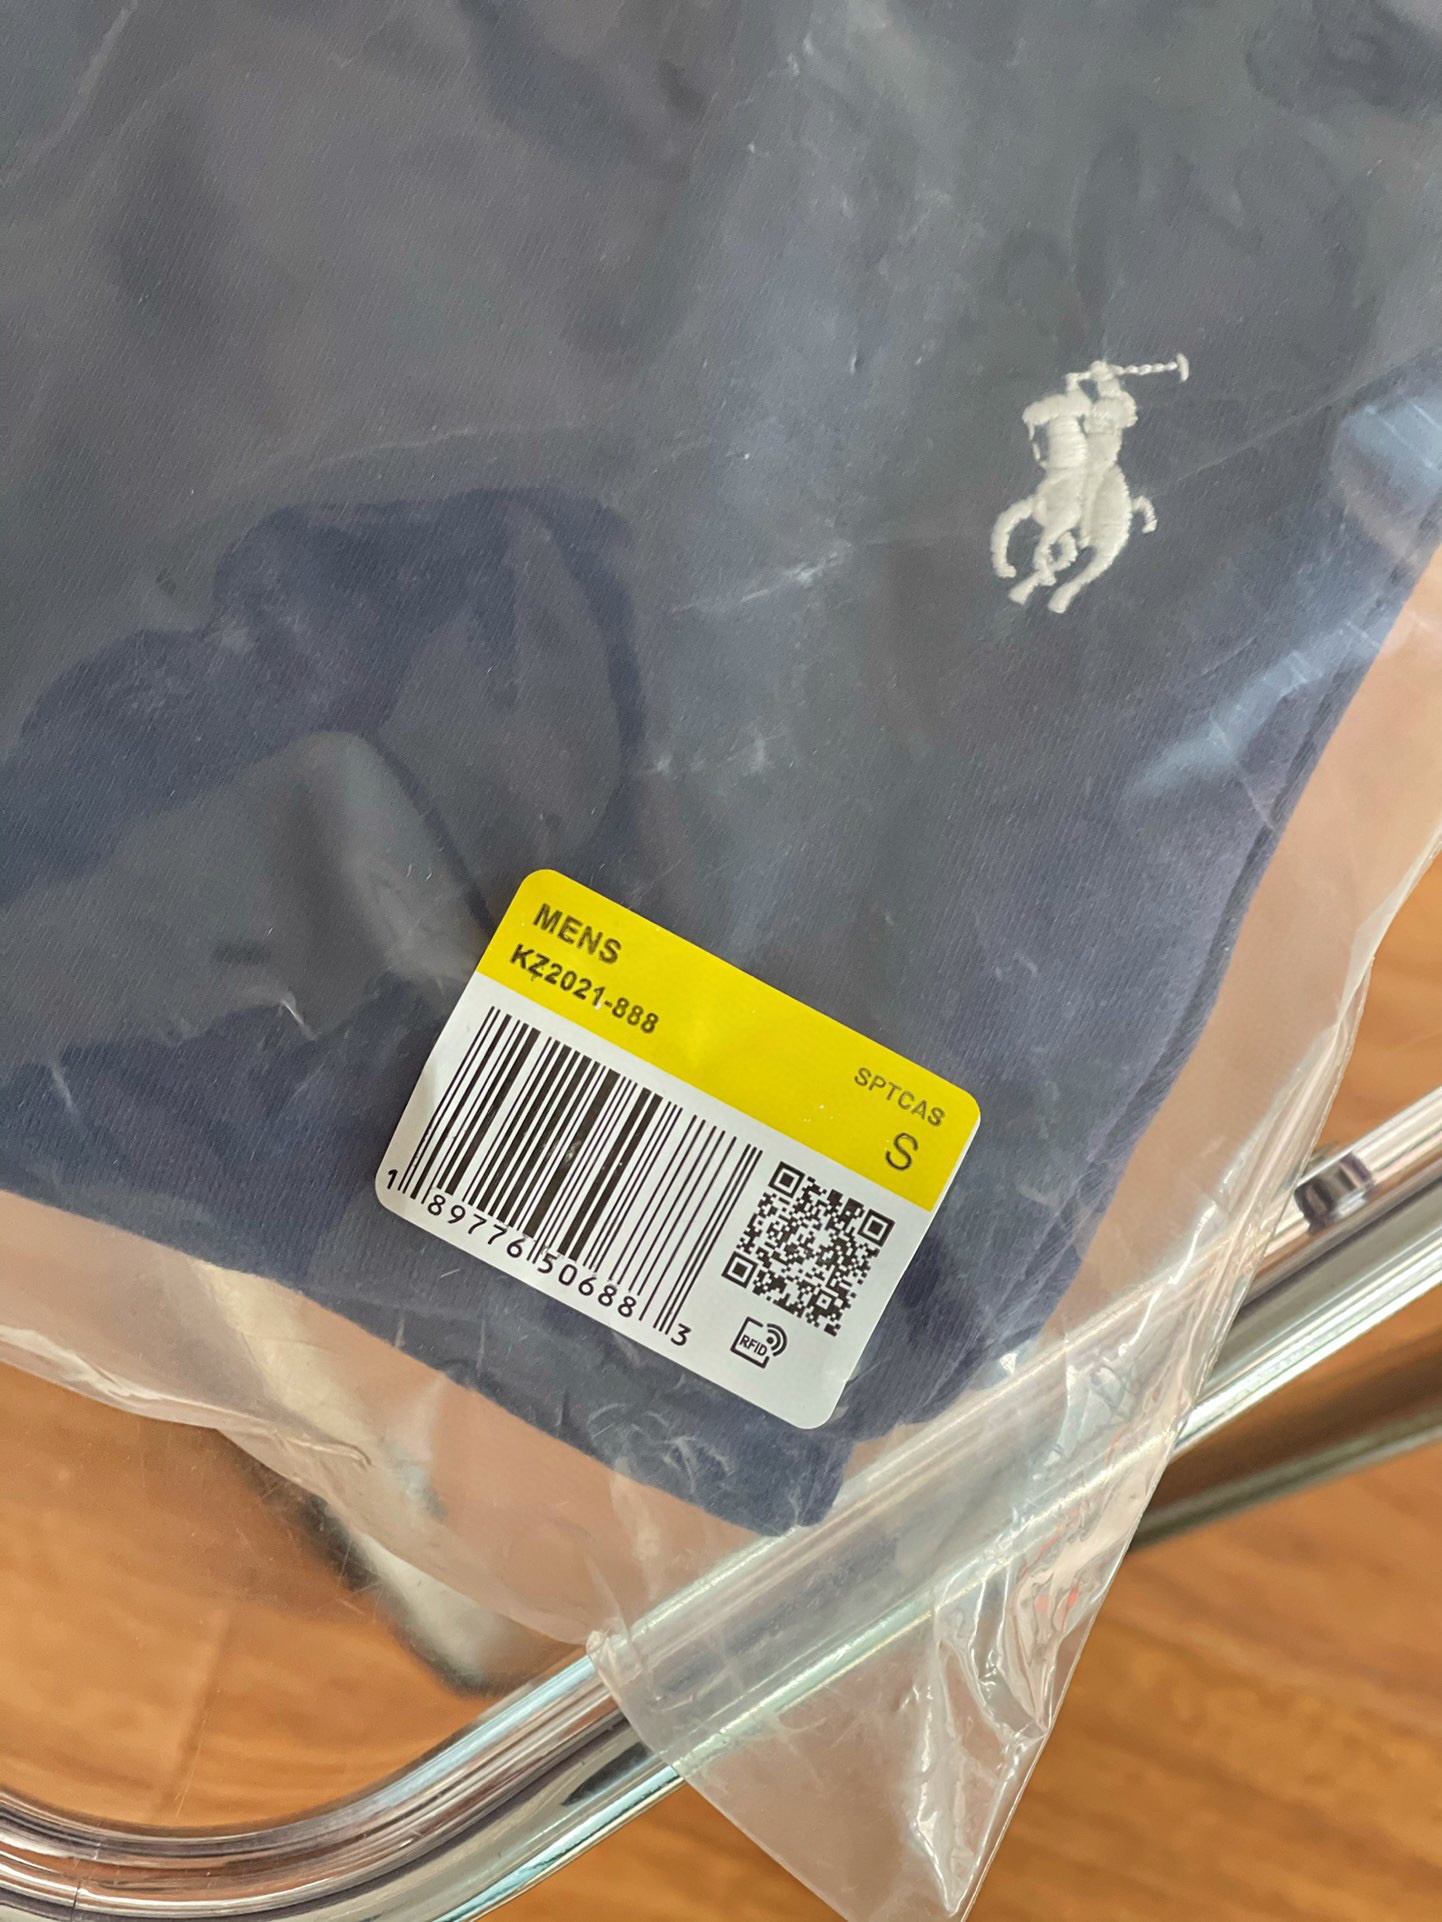 MENS
KZ2021-888
SPTCAS
S
1 89776 50688 3
RFID